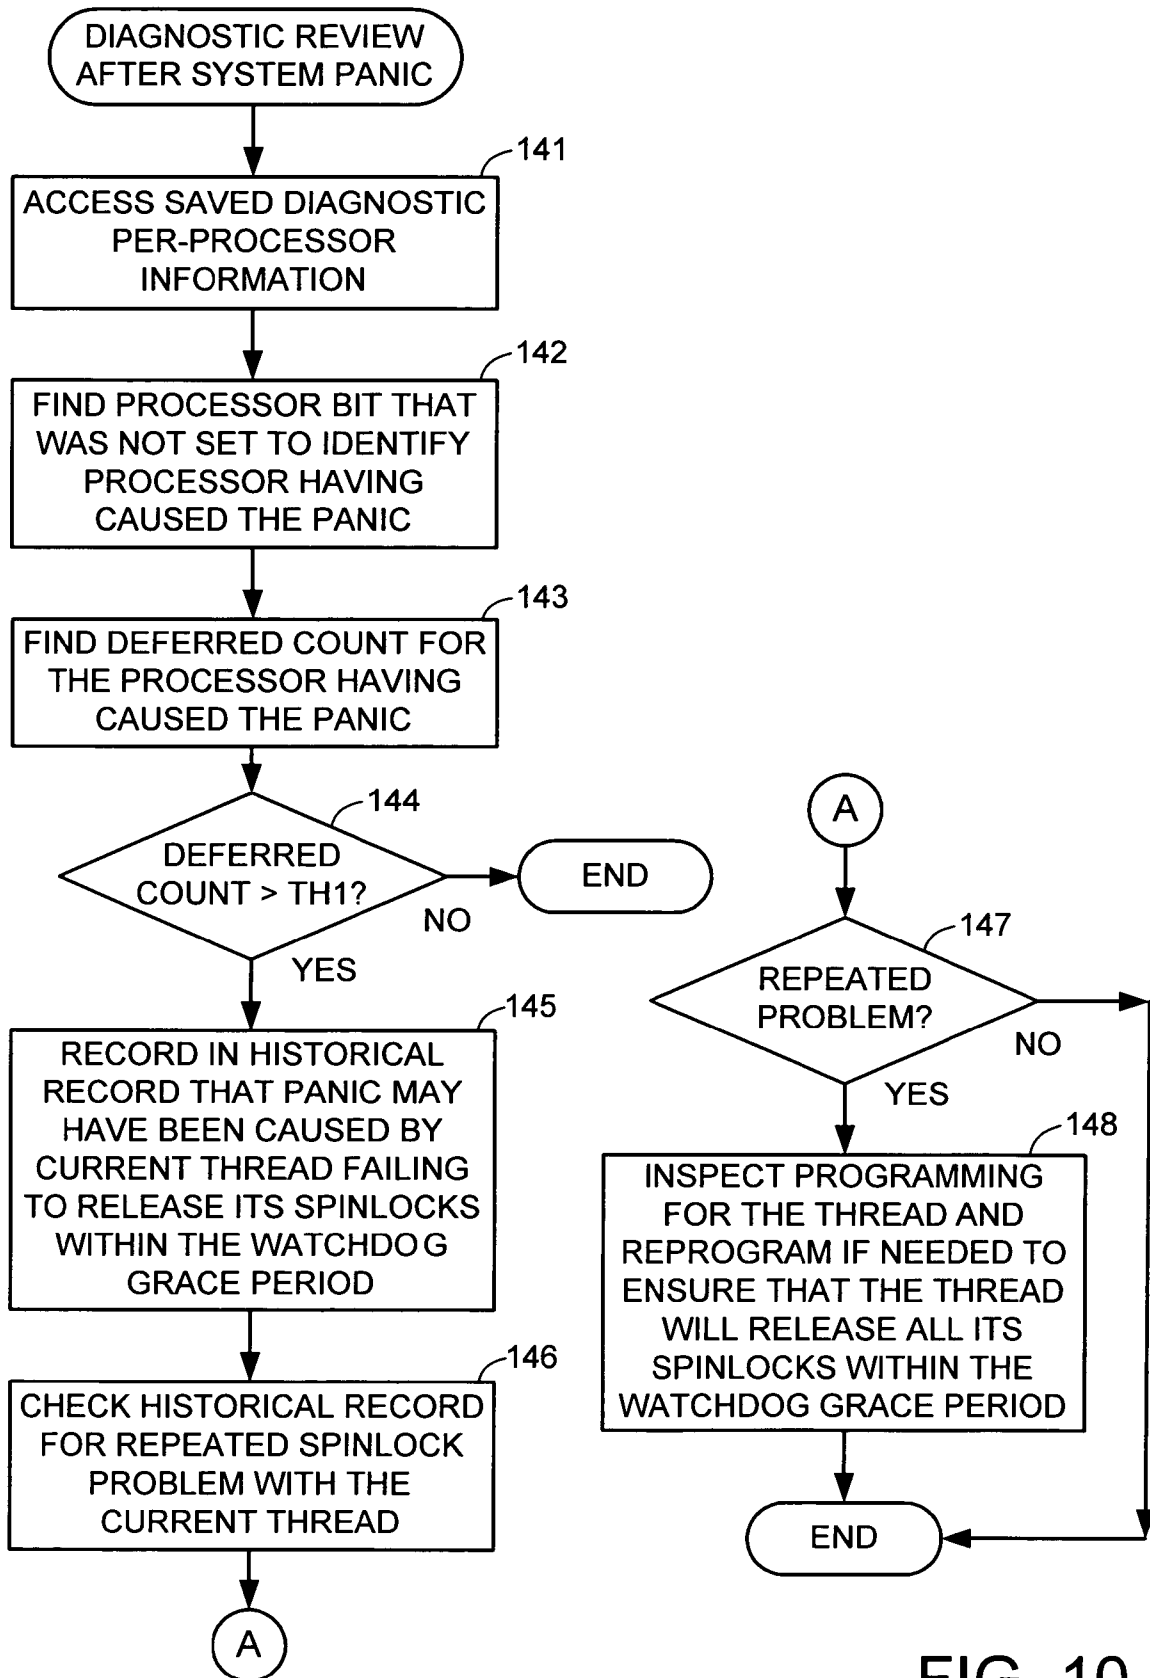 DIAGNOSTIC REVIEW
AFTER SYSTEM PANIC
141
ACCESS SAVED DIAGNOSTIC
PER-PROCESSOR
INFORMATION
142
FIND PROCESSOR BIT THAT
WAS NOT SET TO IDENTIFY
PROCESSOR HAVING
CAUSED THE PANIC
143
FIND DEFERRED COUNT FOR
THE PROCESSOR HAVING
CAUSED THE PANIC
144
DEFERRED
COUNT > TH1?
NO
END
YES
145
RECORD IN HISTORICAL
RECORD THAT PANIC MAY
HAVE BEEN CAUSED BY
CURRENT THREAD FAILING
TO RELEASE ITS SPINLOCKS
WITHIN THE WATCHDOG
GRACE PERIOD
146
CHECK HISTORICAL RECORD
FOR REPEATED SPINLOCK
PROBLEM WITH THE
CURRENT THREAD
A
A
147
REPEATED
PROBLEM?
NO
YES
148
INSPECT PROGRAMMING
FOR THE THREAD AND
REPROGRAM IF NEEDED TO
ENSURE THAT THE THREAD
WILL RELEASE ALL ITS
SPINLOCKS WITHIN THE
WATCHDOG GRACE PERIOD
END
FIG. 10